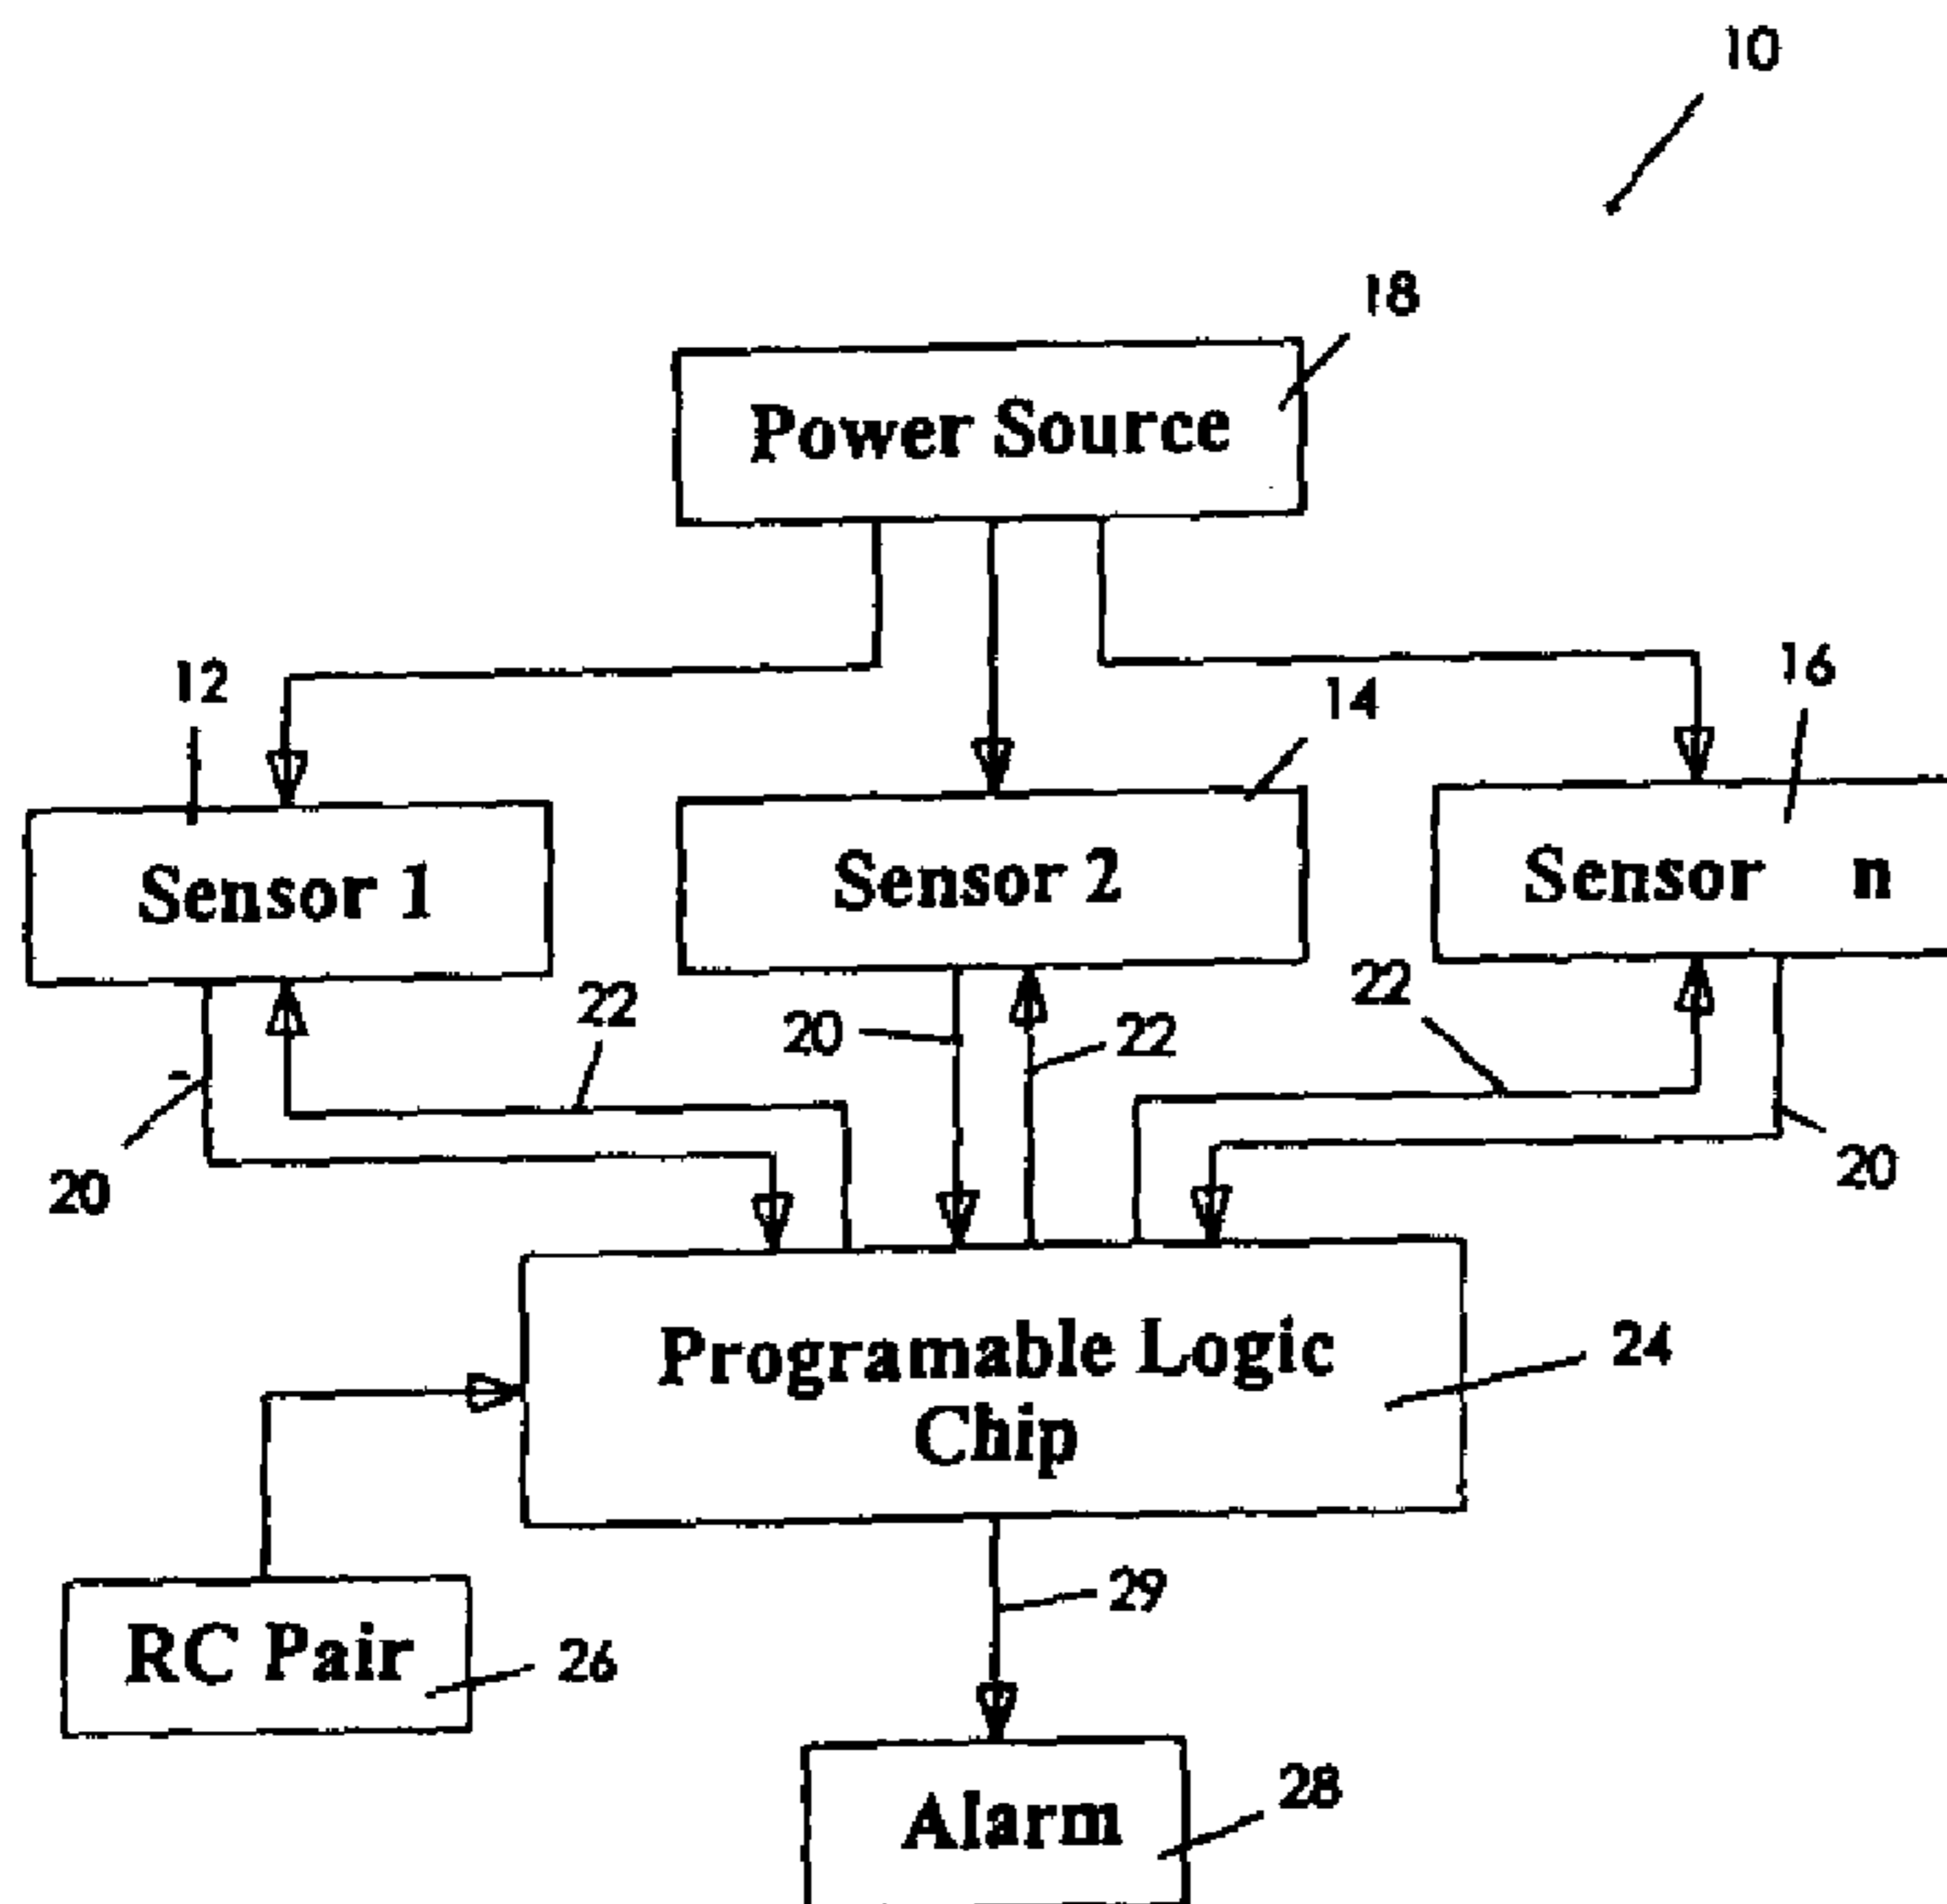 10
18
Power Source
12
14
16
Sensor 1
Sensor 2
Sensor n
22
20
22
22
20
20
Programable Logic
Chip
24
29
RC Pair
26
Alarm
28